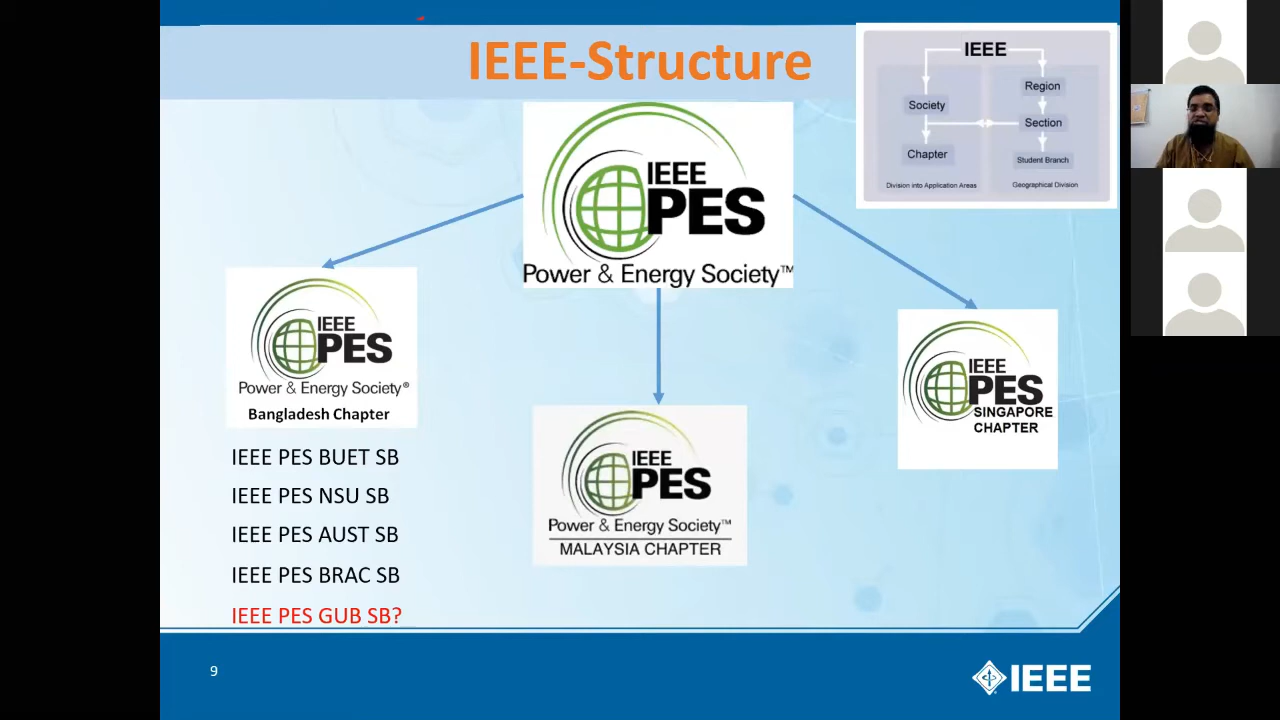 IEEE-Structure
IEEE
Society
Region
Section
Chapter
Student Branch
Division into Application Areas
Geographical Division
IEEE
PES
Power & Energy Society™
IEEE
PES
Power & Energy Society®
Bangladesh Chapter
IEEE PES BUET SB
IEEE PES NSU SB
IEEE PES AUST SB
IEEE PES BRAC SB
IEEE PES GUB SB?
IEEE
PES
Power & Energy Society™
MALAYSIA CHAPTER
IEEE
PES
SINGAPORE
CHAPTER
9
IEEE